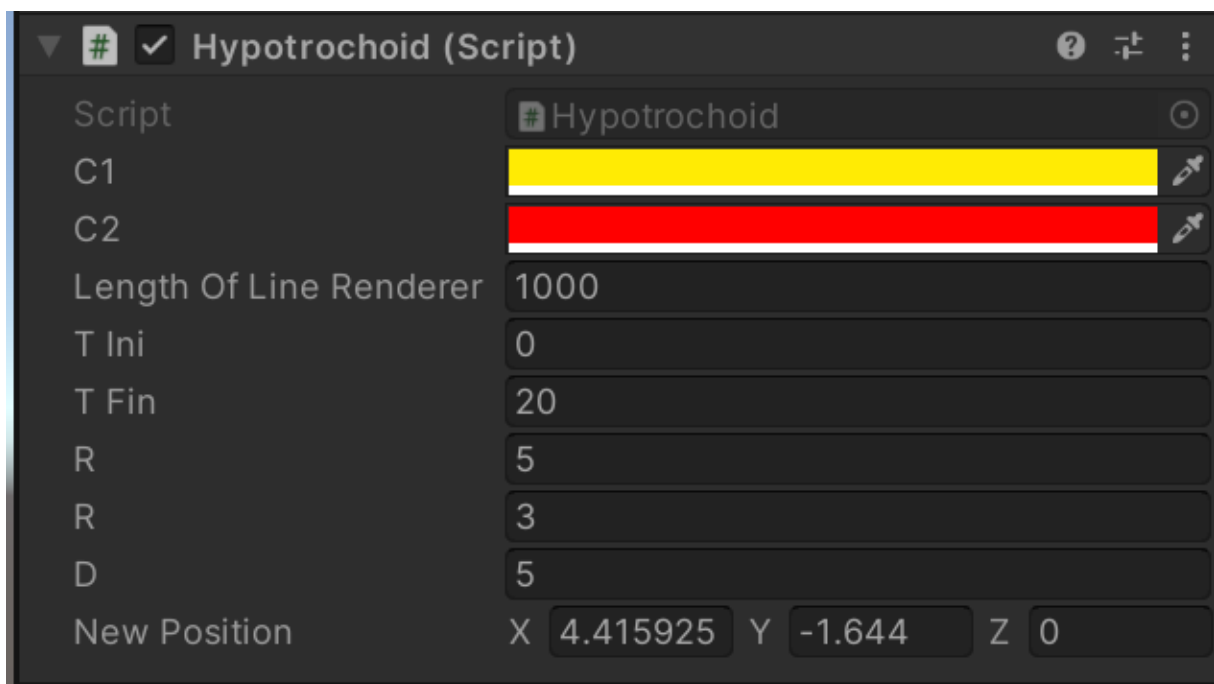 Hypotrochoid (Script)
Script Hypotrochoid
C1
C2
Length Of Line Renderer 1000
T Ini 0
T Fin 20
R 5
R 3
D 5
New Position X 4.415925 Y -1.644 Z 0